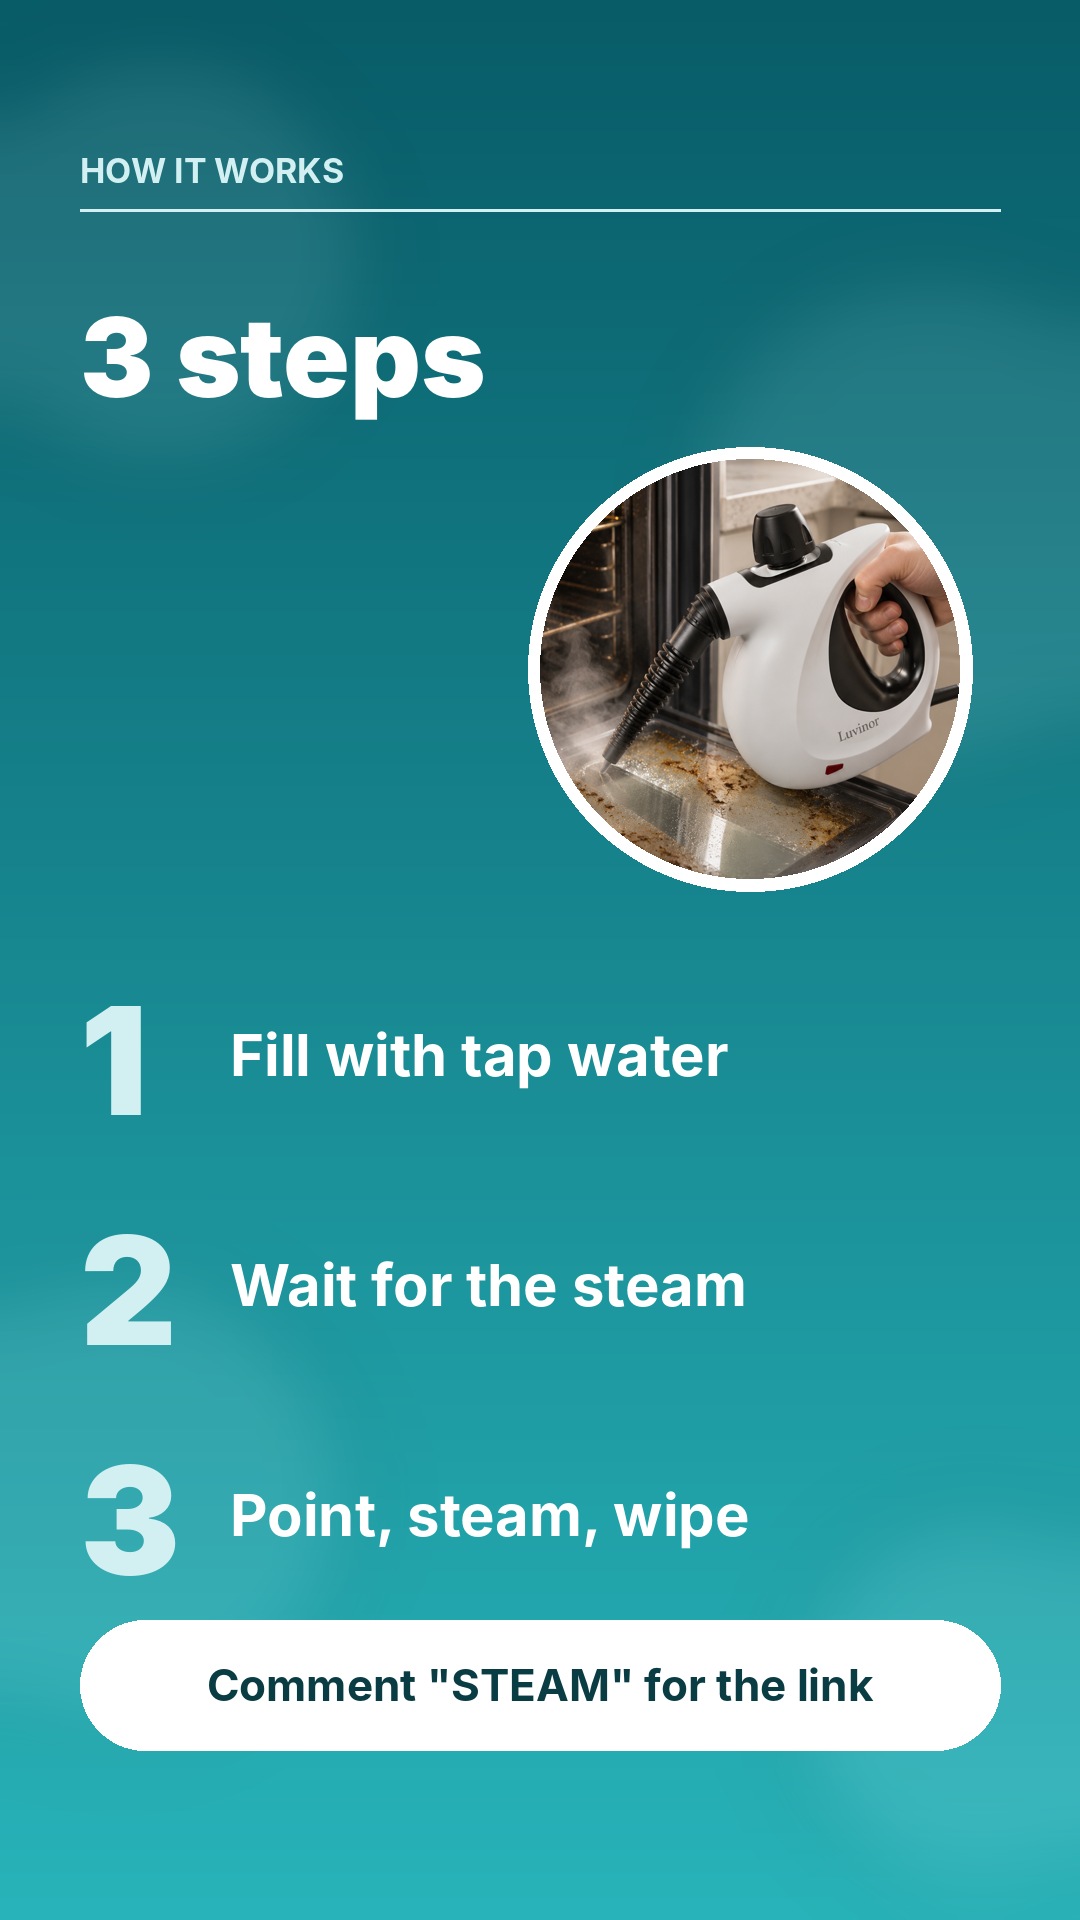 HOW IT WORKS
3 steps
Luvinor
1 Fill with tap water
2 Wait for the steam
3 Point, steam, wipe
Comment "STEAM" for the link